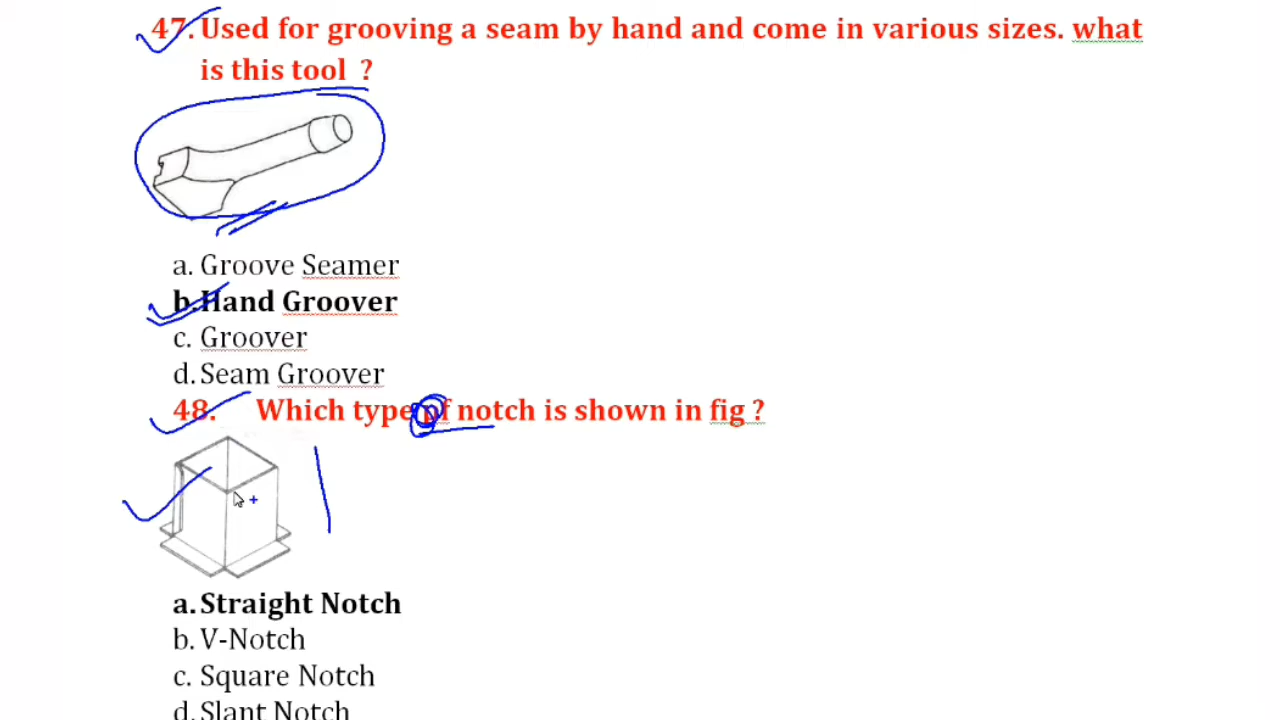 47. Used for grooving a seam by hand and come in various sizes. what
is this tool ?
a. Groove Seamer
b. Hand Groover
c. Groover
d. Seam Groover
48. Which type pf notch is shown in fig ?
a. Straight Notch
b. V-Notch
c. Square Notch
d. Slant Notch